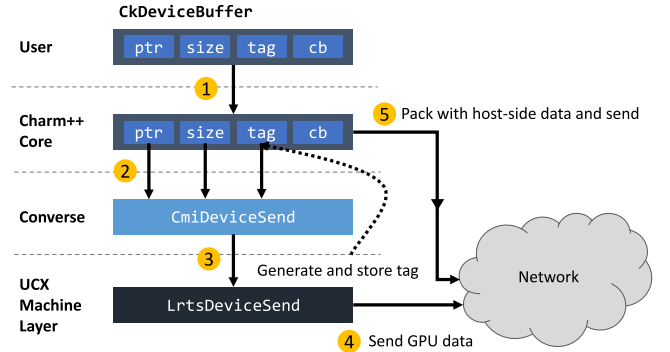 CkDeviceBuffer
User
ptr size tag cb
1
5 Pack with host-side data and send
Charm++
Core
ptr size tag cb
2
Converse
CmiDeviceSend
3
Generate and store tag
Network
UCX
Machine
Layer
LrtsDeviceSend
4 Send GPU data